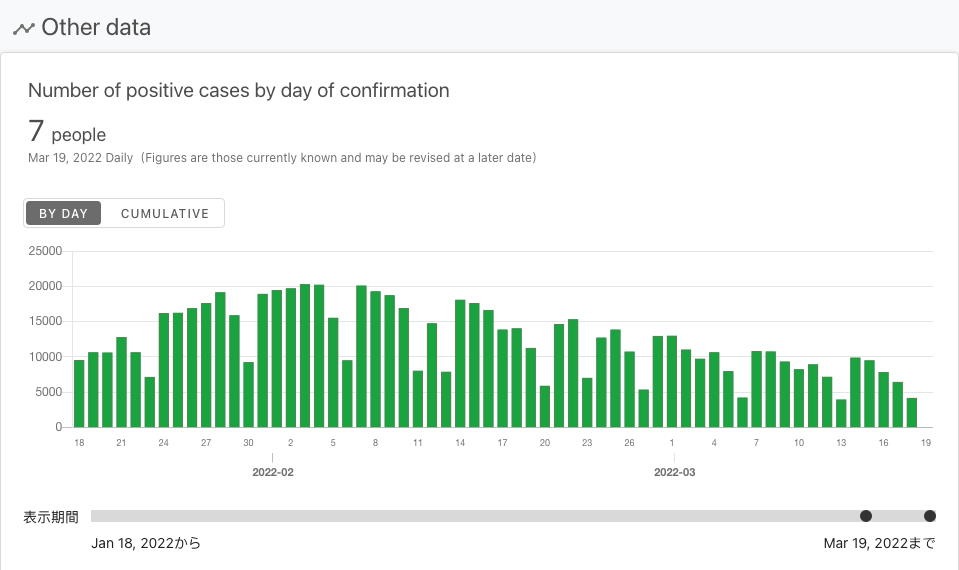 Other data
Number of positive cases by day of confirmation
7 people
Mar 19, 2022 Daily (Figures are those currently known and may be revised at a later date)
BY DAY CUMULATIVE
25000
20000
15000
10000
5000
0
18 21 24 27 30 2 5 8 11 14 17 20 23 26 1 4 7 10 13 16 19
2022-02 2022-03
表示期間
Jan 18, 2022から Mar 19, 2022まで